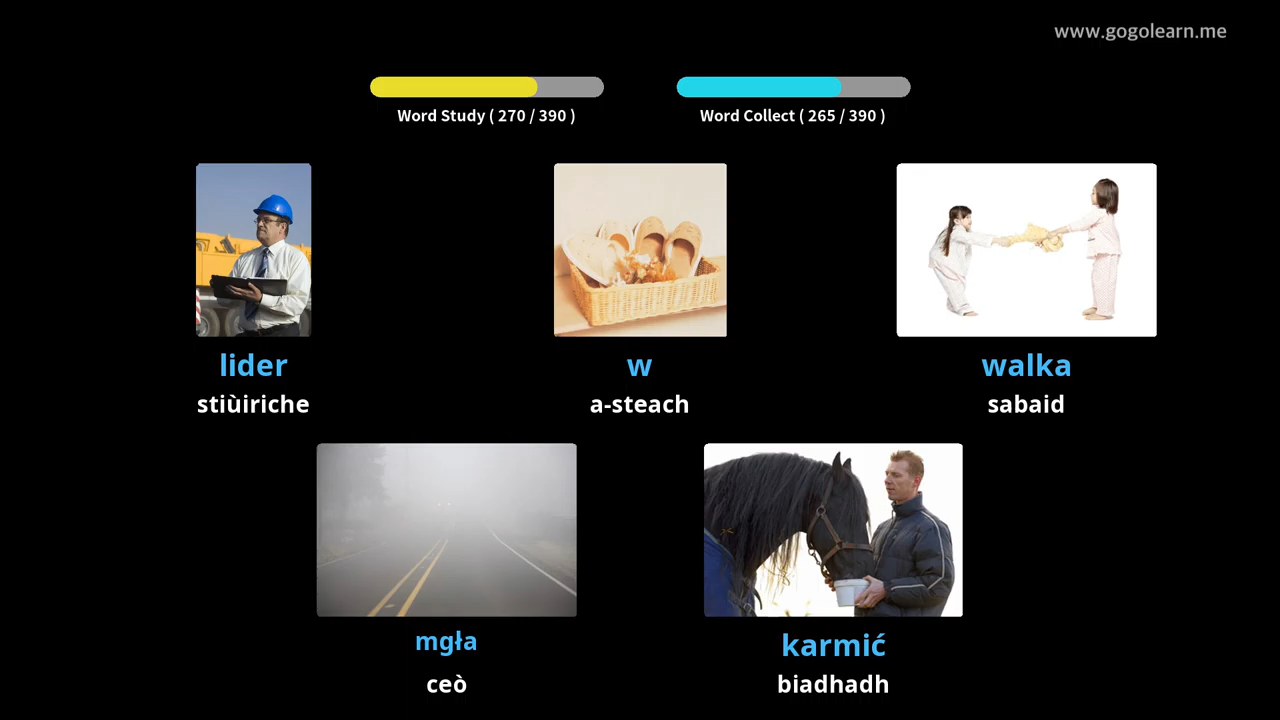 www.gogolearn.me
Word Study ( 270 / 390 )
Word Collect ( 265 / 390 )
lider
stiùiriche
w
a-steach
walka
sabaid
mgła
ceò
karmić
biadhadh